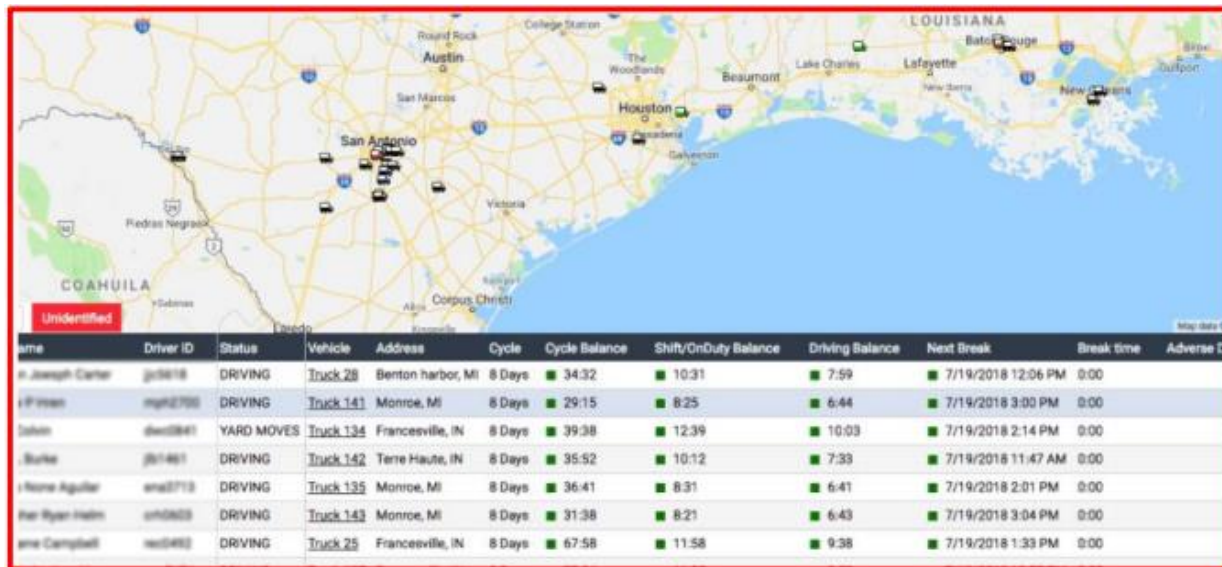 LOUISIANA
College Station
Round Rock
Austin
The Woodlands
Beaumont
Lake Charles
Lafayette
Baton Rouge
Gulfport
New Iberia
New Orleans
San Marcos
Houston
Pasadena
Galveston
San Antonio
Victoria
Piedras Negras
COAHUILA
Sabinas
Corpus Christi
Laredo
Unidentified
Map data
ame Driver ID Status Vehicle Address Cycle Cycle Balance Shift/OnDuty Balance Driving Balance Next Break Break time Adverse D
DRIVING Truck 28 Benton harbor, MI 8 Days 34:32 10:31 7:59 7/19/2018 12:06 PM 0:00
DRIVING Truck 141 Monroe, MI 8 Days 29:15 8:25 6:44 7/19/2018 3:00 PM 0:00
YARD MOVES Truck 134 Francesville, IN 8 Days 39:38 12:39 10:03 7/19/2018 2:14 PM 0:00
DRIVING Truck 142 Terre Haute, IN 8 Days 35:52 10:12 7:33 7/19/2018 11:47 AM 0:00
DRIVING Truck 135 Monroe, MI 8 Days 36:41 8:31 6:41 7/19/2018 2:01 PM 0:00
DRIVING Truck 143 Monroe, MI 8 Days 31:38 8:21 6:43 7/19/2018 3:04 PM 0:00
DRIVING Truck 25 Francesville, IN 8 Days 67:58 11:58 9:38 7/19/2018 1:33 PM 0:00